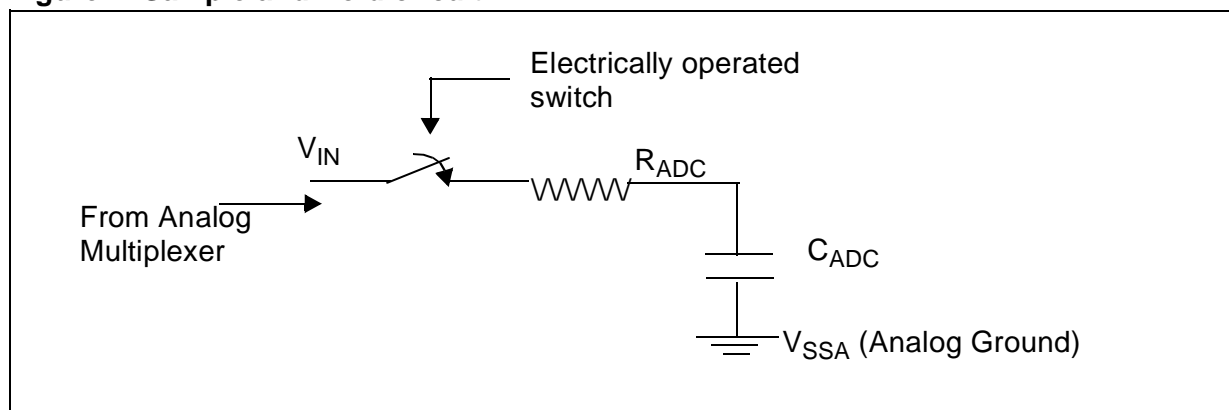 Electrically operated
switch
VIN
RADC
From Analog
Multiplexer
CADC
VSSA (Analog Ground)